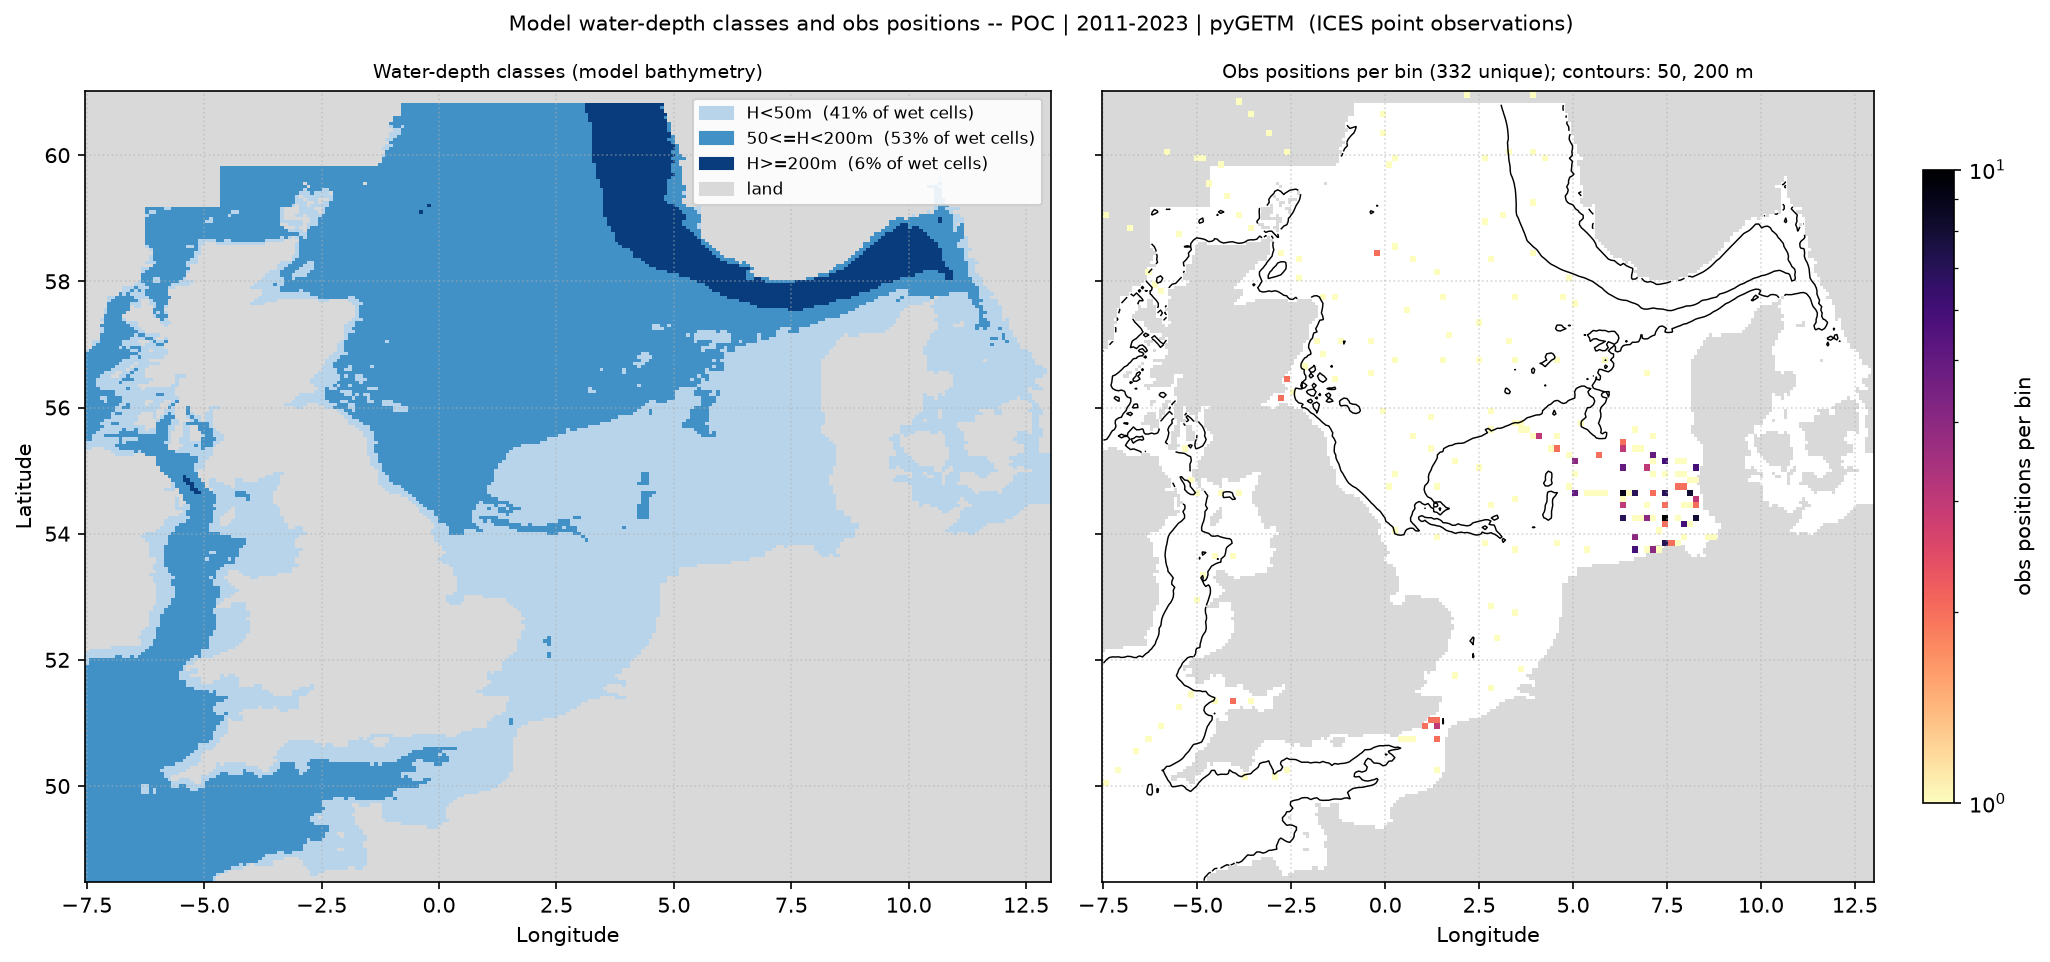 Model water-depth classes and obs positions -- POC | 2011-2023 | pyGETM  (ICES point observations)
Water-depth classes (model bathymetry)
H<50m  (41% of wet cells)
50<=H<200m  (53% of wet cells)
H>=200m  (6% of wet cells)
land
Latitude
60
58
56
54
52
50
−7.5
−5.0
−2.5
0.0
2.5
5.0
7.5
10.0
12.5
Longitude
Obs positions per bin (332 unique); contours: 50, 200 m
−7.5
−5.0
−2.5
0.0
2.5
5.0
7.5
10.0
12.5
Longitude
10¹
10⁰
obs positions per bin